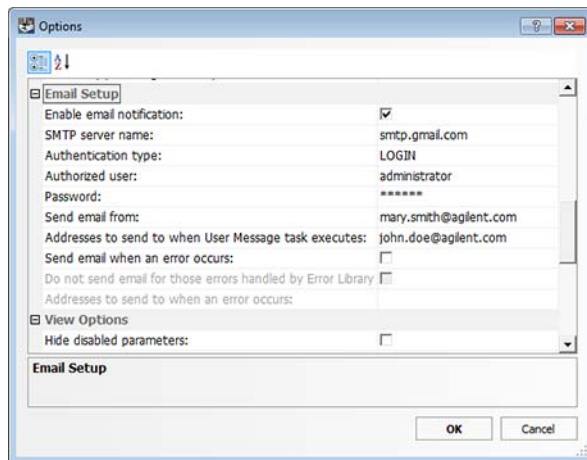 Options
Email Setup
Enable email notification:
SMTP server name: smtp.gmail.com
Authentication type: LOGIN
Authorized user: administrator
Password: ******
Send email from: mary.smith@agilent.com
Addresses to send to when User Message task executes: john.doe@agilent.com
Send email when an error occurs:
Do not send email for those errors handled by Error Library
Addresses to send to when an error occurs:
View Options
Hide disabled parameters:
Email Setup
OK Cancel